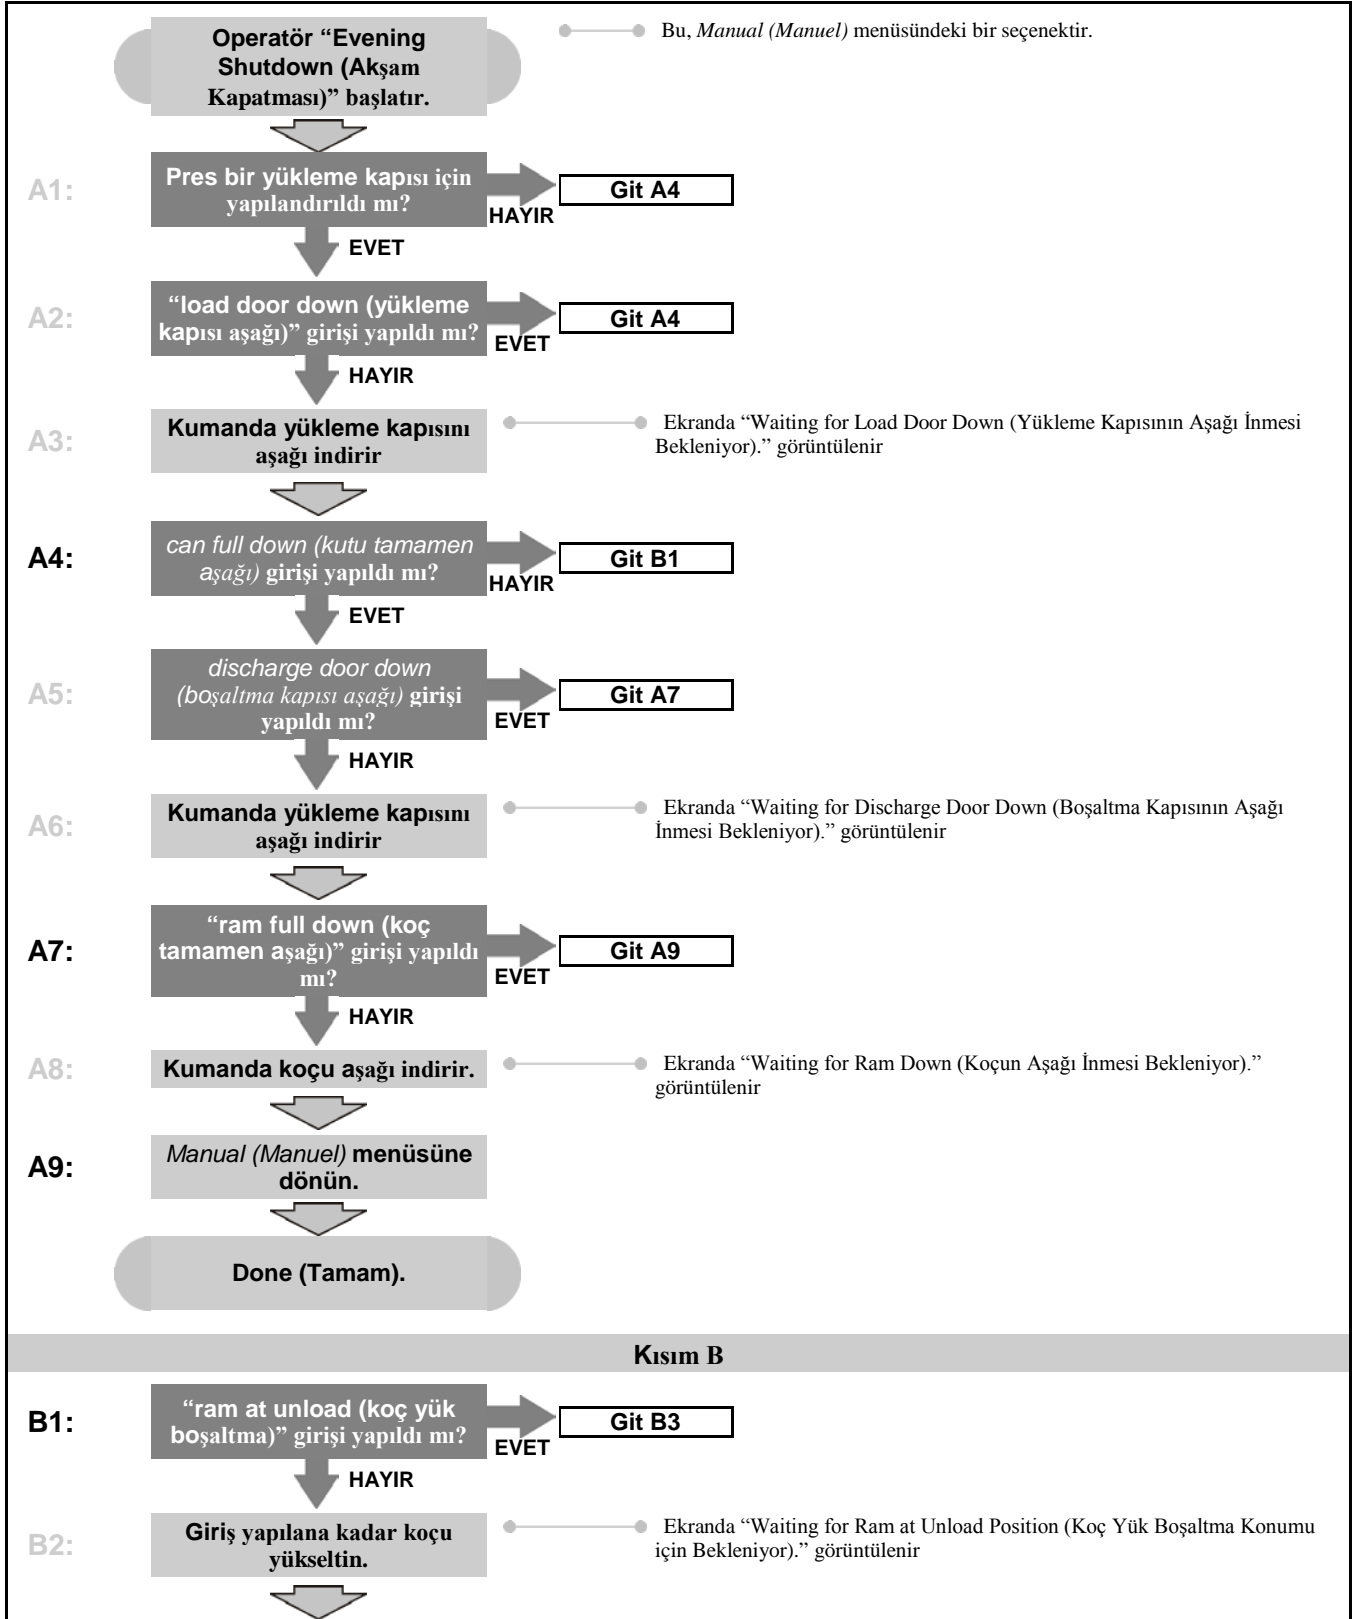 Operatör “Evening
Shutdown (Akşam
Kapatması)” başlatır.
Bu, Manual (Manuel) menüsündeki bir seçenektir.
A1:
Pres bir yükleme kapısı için
yapılandırıldı mı?
HAYIR
Git A4
EVET
A2:
“load door down (yükleme
kapısı aşağı)” girişi yapıldı mı?
EVET
Git A4
HAYIR
A3:
Kumanda yükleme kapısını
aşağı indirir
Ekranda “Waiting for Load Door Down (Yükleme Kapısının Aşağı İnmesi
Bekleniyor).” görüntülenir
A4:
can full down (kutu tamamen
aşağı) girişi yapıldı mı?
HAYIR
Git B1
EVET
A5:
discharge door down
(boşaltma kapısı aşağı) girişi
yapıldı mı?
EVET
Git A7
HAYIR
A6:
Kumanda yükleme kapısını
aşağı indirir
Ekranda “Waiting for Discharge Door Down (Boşaltma Kapısının Aşağı
İnmesi Bekleniyor).” görüntülenir
A7:
“ram full down (koç
tamamen aşağı)” girişi yapıldı
mı?
EVET
Git A9
HAYIR
A8:
Kumanda koçu aşağı indirir.
Ekranda “Waiting for Ram Down (Koçun Aşağı İnmesi Bekleniyor).”
görüntülenir
A9:
Manual (Manuel) menüsüne
dönün.
Done (Tamam).
Kısım B
B1:
“ram at unload (koç yük
boşaltma)” girişi yapıldı mı?
EVET
Git B3
HAYIR
B2:
Giriş yapılana kadar koçu
yükseltin.
Ekranda “Waiting for Ram at Unload Position (Koç Yük Boşaltma Konumu
için Bekleniyor).” görüntülenir